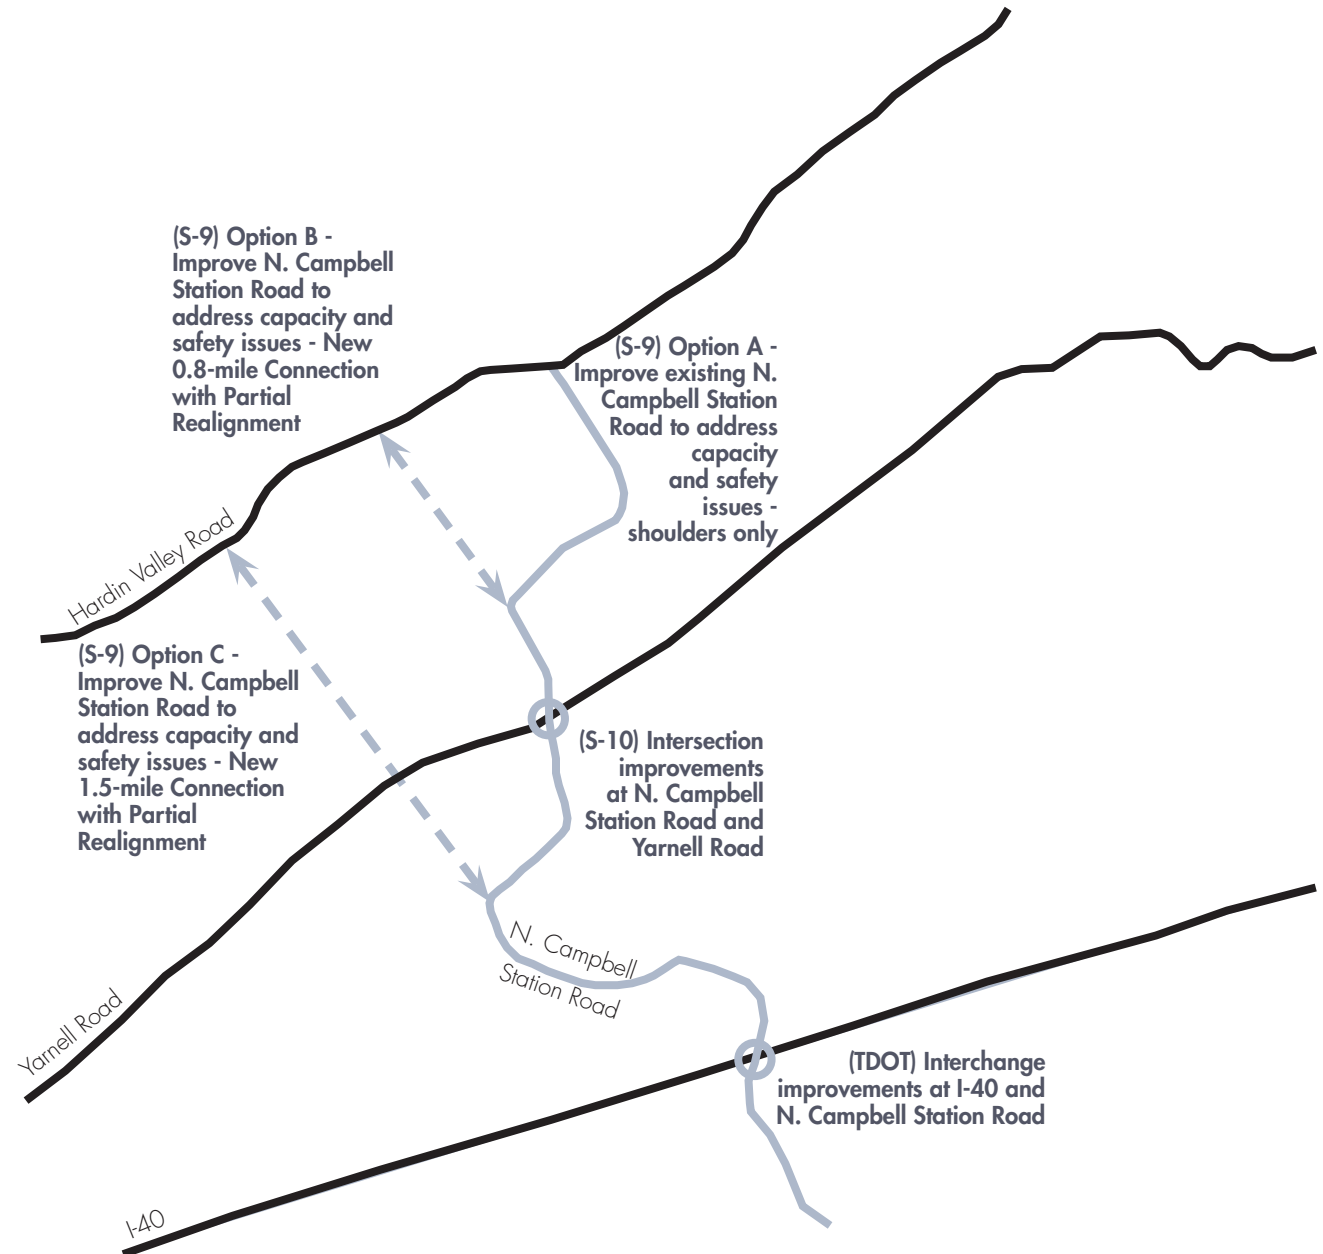 (S-9) Option B -
Improve N. Campbell
Station Road to
address capacity and
safety issues - New
0.8-mile Connection
with Partial
Realignment
(S-9) Option A -
Improve existing N.
Campbell Station
Road to address
capacity
and safety
issues -
shoulders only
Hardin Valley Road
(S-9) Option C -
Improve N. Campbell
Station Road to
address capacity and
safety issues - New
1.5-mile Connection
with Partial
Realignment
(S-10) Intersection
improvements
at N. Campbell
Station Road and
Yarnell Road
N. Campbell
Station Road
Yarnell Road
(TDOT) Interchange
improvements at I-40 and
N. Campbell Station Road
I-40